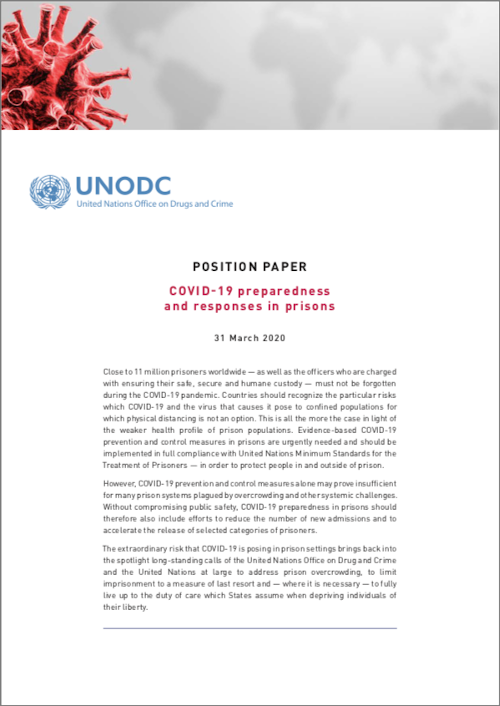 UNODC
United Nations Office on Drugs and Crime
POSITION PAPER
COVID-19 preparedness
and responses in prisons
31 March 2020
Close to 11 million prisoners worldwide — as well as the officers who are charged
with ensuring their safe, secure and humane custody — must not be forgotten
during the COVID-19 pandemic. Countries should recognize the particular risks
which COVID-19 and the virus that causes it pose to confined populations for
which physical distancing is not an option. This is all the more the case in light of
the weaker health profile of prison populations. Evidence-based COVID-19
prevention and control measures in prisons are urgently needed and should be
implemented in full compliance with United Nations Minimum Standards for the
Treatment of Prisoners — in order to protect people in and outside of prison.
However, COVID-19 prevention and control measures alone may prove insufficient
for many prison systems plagued by overcrowding and other systemic challenges.
Without compromising public safety, COVID-19 preparedness in prisons should
therefore also include efforts to reduce the number of new admissions and to
accelerate the release of selected categories of prisoners.
The extraordinary risk that COVID-19 is posing in prison settings brings back into
the spotlight long-standing calls of the United Nations Office on Drug and Crime
and the United Nations at large to address prison overcrowding, to limit
imprisonment to a measure of last resort and — where it is necessary — to fully
live up to the duty of care which States assume when depriving individuals of
their liberty.